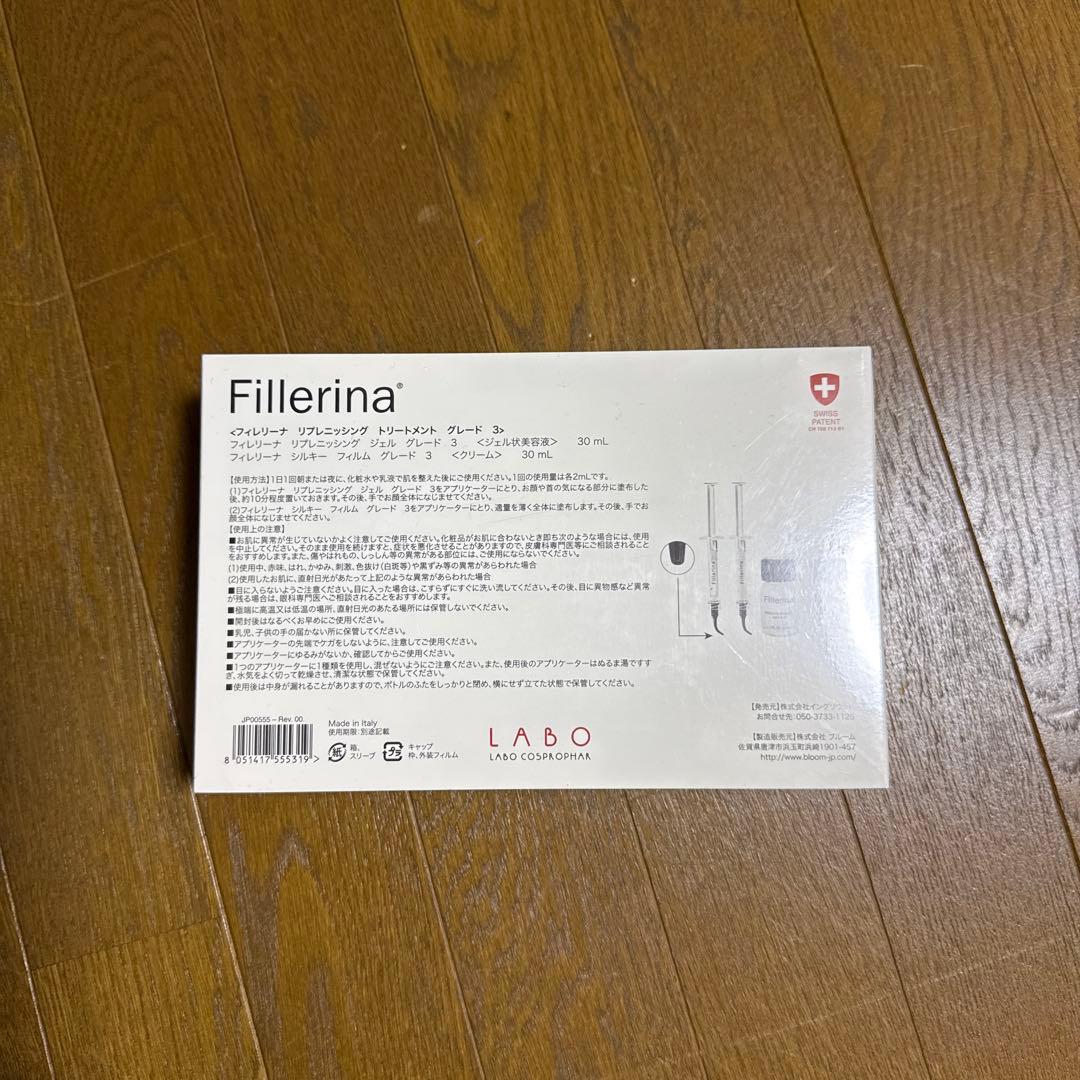 Fillerina®
<フィレリーナ リプレニッシング トリートメント グレード 3>
フィレリーナ リプレニッシング ジェル グレード 3 <ジェル状美容液> 30 mL
フィレリーナ シルキー フィルム グレード 3 <クリーム> 30 mL
SWISS
PATENT
【使用方法】1日1回朝または夜に、化粧水や乳液で肌を整えた後にご使用ください。1回の使用量は各2mLです。
(1)フィレリーナ リプレニッシング ジェル グレード 3をアプリケーターにとり、お顔や首の気になる部分に塗布した
後、約10分程度置いておきます。その後、手でお顔全体になじませてください。
(2)フィレリーナ シルキー フィルム グレード 3をアプリケーターにとり、適量を薄く全体に塗布します。その後、手でお
顔全体になじませてください。
【使用上の注意】
■お肌に異常が生じていないかよく注意してご使用ください。化粧品がお肌に合わないとき即ち次のような場合には、使用
を中止してください。そのまま使用を続けますと、症状を悪化させることがありますので、皮膚科専門医等にご相談されること
をおすすめします。また、傷やはれもの、しっしん等の異常がある部位には、ご使用にならないでください。
(1)使用中、赤味、はれ、かゆみ、刺激、色抜け(白斑等)や黒ずみ等の異常があらわれた場合
(2)使用したお肌に、直射日光があたって上記のような異常があらわれた場合
■目に入らないようご注意ください。目に入った場合は、こすらずにすぐに洗い流してください。その後、目に異物感など異常
が残る場合は、眼科専門医へご相談されることをおすすめします。
■極端に高温又は低温の場所、直射日光のあたる場所には保管しないでください。
■開封後はなるべくお早めにご使用ください。
■乳児、子供の手の届かない所に保管してください。
■アプリケーターの先端でケガをしないように、注意してご使用ください。
■アプリケーターにゆるみがないか、確認してからご使用ください。
■1つのアプリケーターに1種類を使用し、混ぜないようにご注意ください。また、使用後のアプリケーターはぬるま湯ですす
ぎ、水気をよく切って乾燥させ、清潔な状態で保管してください。
■使用後は中身が漏れることがありますので、ボトルのふたをしっかりと閉め、横にせず立てた状態で保管してください。
Fillerina
JP00555 – Rev. 00.
8 051417 555319 >
Made in Italy
使用期限:別途記載
紙 箱、
スリーブ
プラ キャップ
枠、外装フィルム
LABO
LABO COSPROPHAR
【発売元】株式会社イングリウッド
お問合せ先:050-3733-1125
【製造販売元】株式会社 ブルーム
佐賀県唐津市浜玉町浜崎1901-457
http://www.bloom-jp.com/